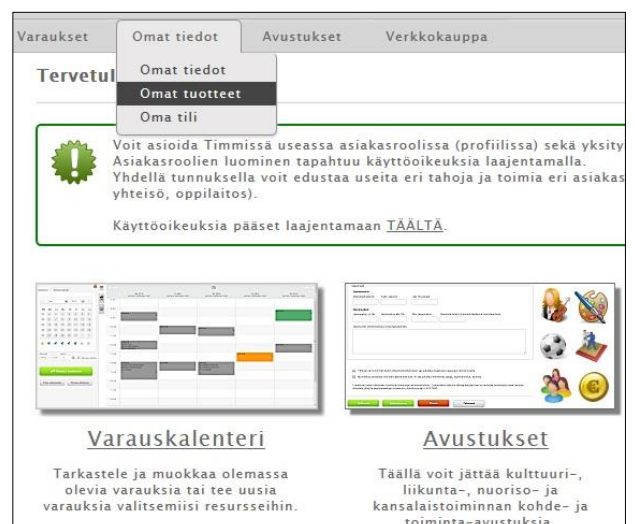 Varaukset Omat tiedot Avustukset Verkkokauppa
Omat tiedot
Omat tuotteet
Oma tili
Tervetul
Voit asioida Timmissä useassa asiakasroolissa (profiilissa) sekä yksity
Asiakasroolien luominen tapahtuu käyttöoikeuksia laajentamalla.
Yhdellä tunnuksella voit edustaa useita eri tahoja ja toimia eri asiakas
yhteisö, oppilaitos).
Käyttöoikeuksia pääset laajentamaan TÄÄLTÄ.
Varauskalenteri
Tarkastele ja muokkaa olemassa
olevia varauksia tai tee uusia
varauksia valitsemiisi resursseihin.
Avustukset
Täällä voit jättää kulttuuri-,
liikunta-, nuoriso- ja
kansalaistoiminnan kohde- ja
toiminta-avustuksia